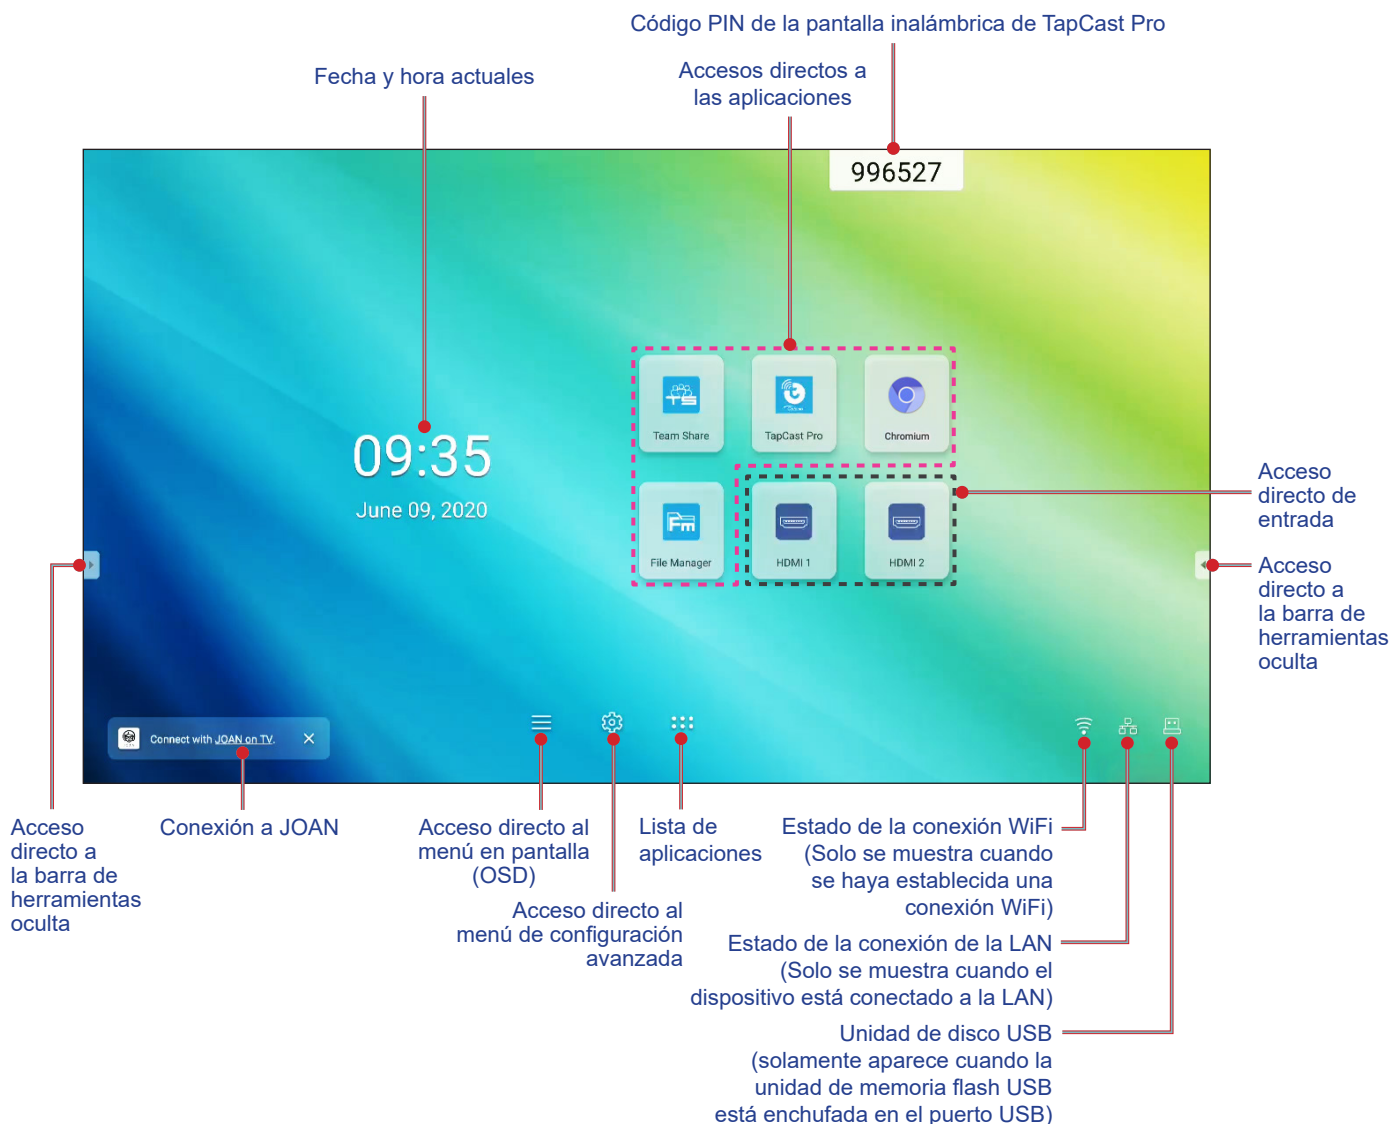 Código PIN de la pantalla inalámbrica de TapCast Pro
Fecha y hora actuales
Accesos directos a
las aplicaciones
996527
Team Share
TapCast Pro
Chromium
09:35
June 09, 2020
File Manager
HDMI 1
HDMI 2
Acceso
directo de
entrada
Acceso
directo a
la barra de
herramientas
oculta
Connect with JOAN on TV.
Acceso
directo a
la barra de
herramientas
oculta
Conexión a JOAN
Acceso directo al
menú en pantalla
(OSD)
Acceso directo al
menú de configuración
avanzada
Lista de
aplicaciones
Estado de la conexión WiFi
(Solo se muestra cuando
se haya establecida una
conexión WiFi)
Estado de la conexión de la LAN
(Solo se muestra cuando el
dispositivo está conectado a la LAN)
Unidad de disco USB
(solamente aparece cuando la
unidad de memoria flash USB
está enchufada en el puerto USB)